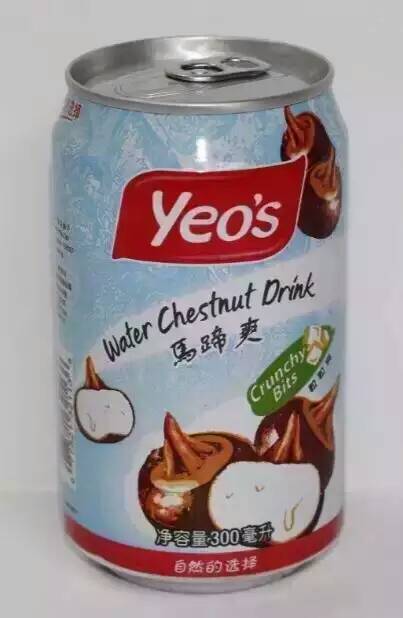 Yeo's
Water Chestnut Drink
馬蹄爽
Crunchy
Bits
净容量:300毫升
自然的选择